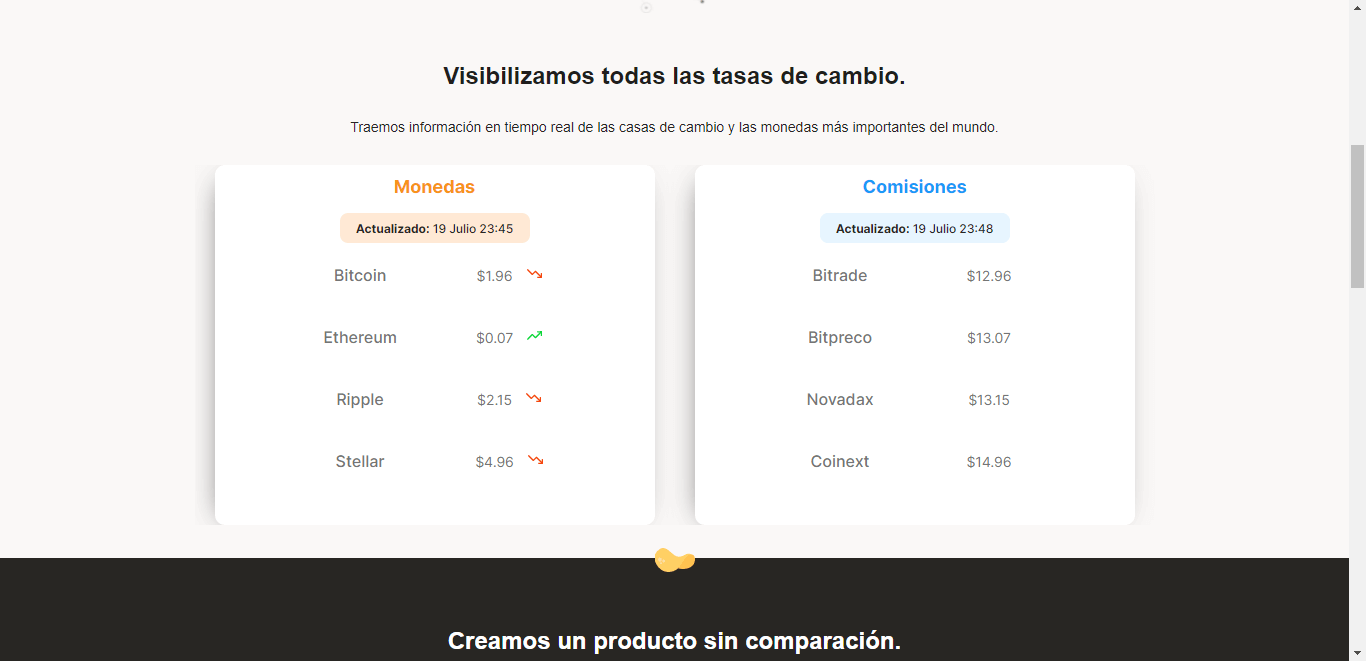 Visibilizamos todas las tasas de cambio.
Traemos información en tiempo real de las casas de cambio y las monedas más importantes del mundo.
Monedas
Actualizado: 19 Julio 23:45
Bitcoin $1.96
Ethereum $0.07
Ripple $2.15
Stellar $4.96
Comisiones
Actualizado: 19 Julio 23:48
Bitrade $12.96
Bitpreco $13.07
Novadax $13.15
Coinext $14.96
Creamos un producto sin comparación.